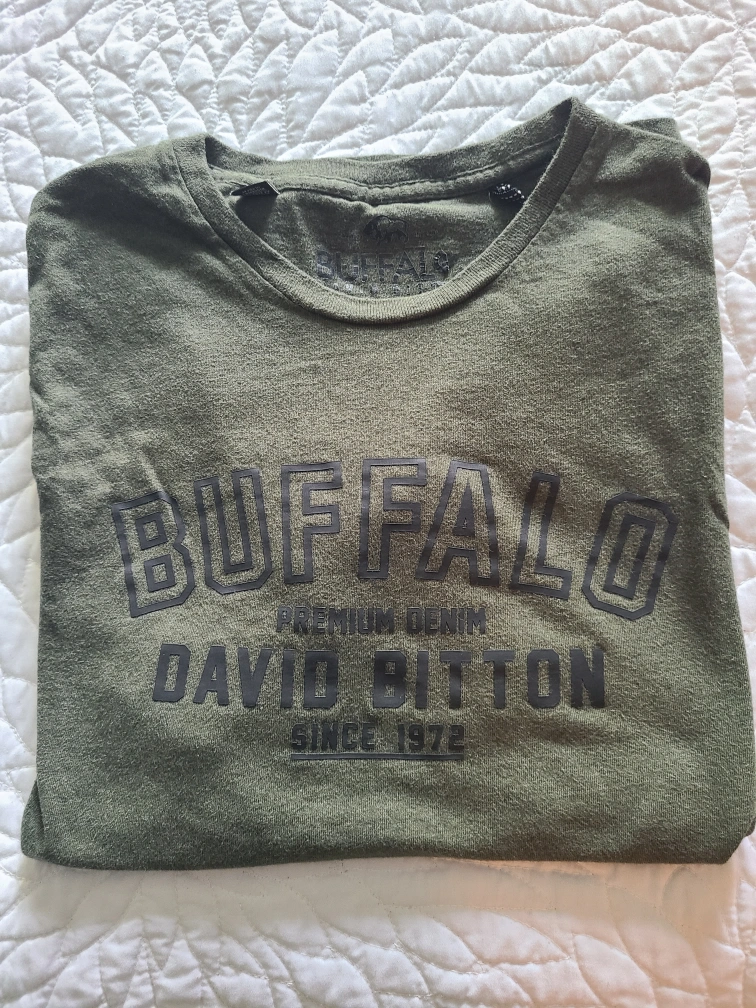 BUFFALO
BUFFALO
PREMIUM DENIM
DAVID BITTON
SINCE 1972